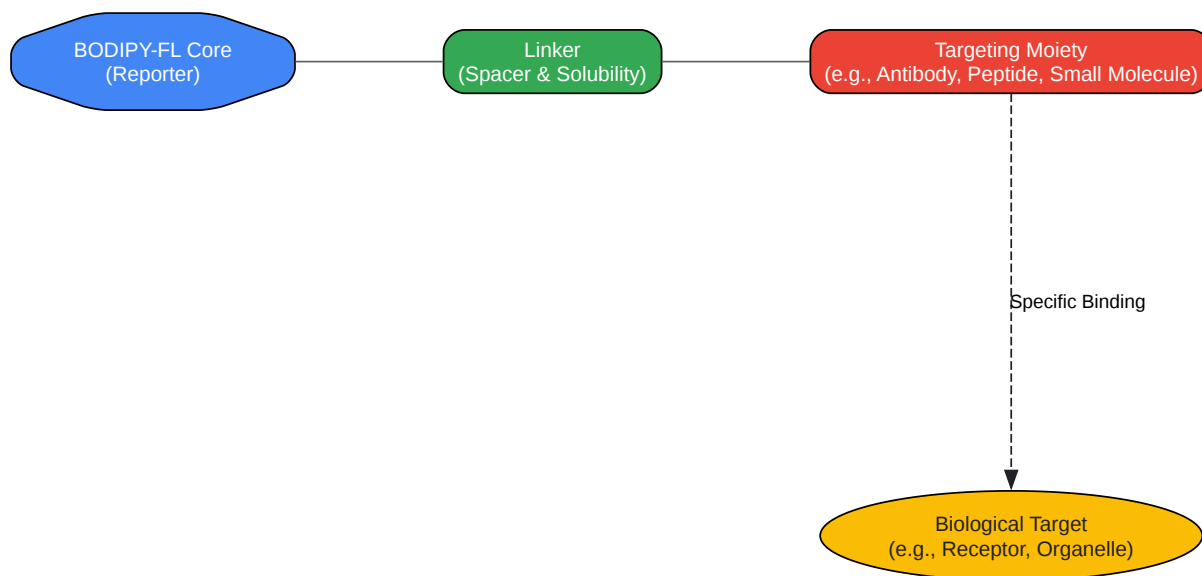 BODIPY-FL Core
(Reporter)
Linker
(Spacer & Solubility)
Targeting Moiety
(e.g., Antibody, Peptide, Small Molecule)
Specific Binding
Biological Target
(e.g., Receptor, Organelle)